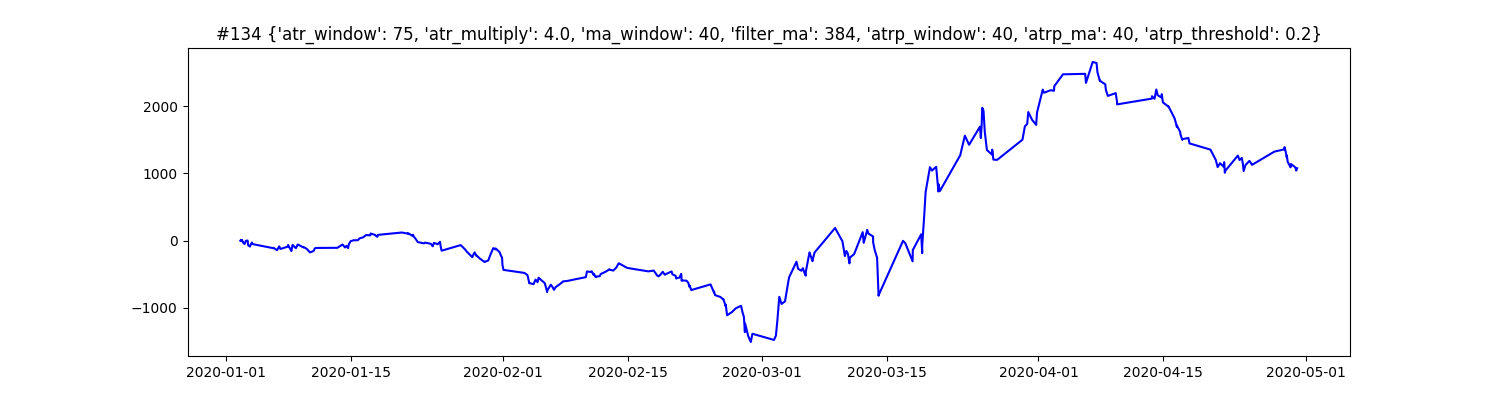 #134 {'atr_window': 75, 'atr_multiply': 4.0, 'ma_window': 40, 'filter_ma': 384, 'atrp_window': 40, 'atrp_ma': 40, 'atrp_threshold': 0.2}
2000
1000
0
−1000
2020-01-01 2020-01-15 2020-02-01 2020-02-15 2020-03-01 2020-03-15 2020-04-01 2020-04-15 2020-05-01